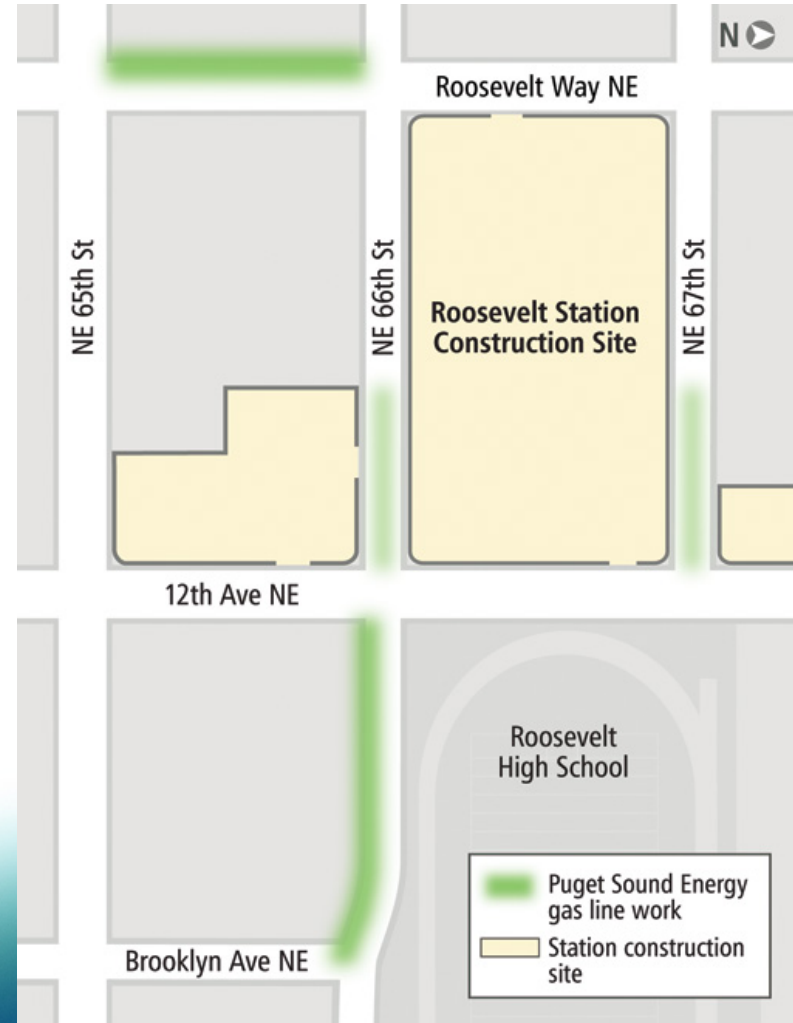 N
Roosevelt Way NE
NE 65th St
NE 66th St
NE 67th St
Roosevelt Station
Construction Site
12th Ave NE
Roosevelt
High School
Puget Sound Energy
gas line work
Station construction
site
Brooklyn Ave NE